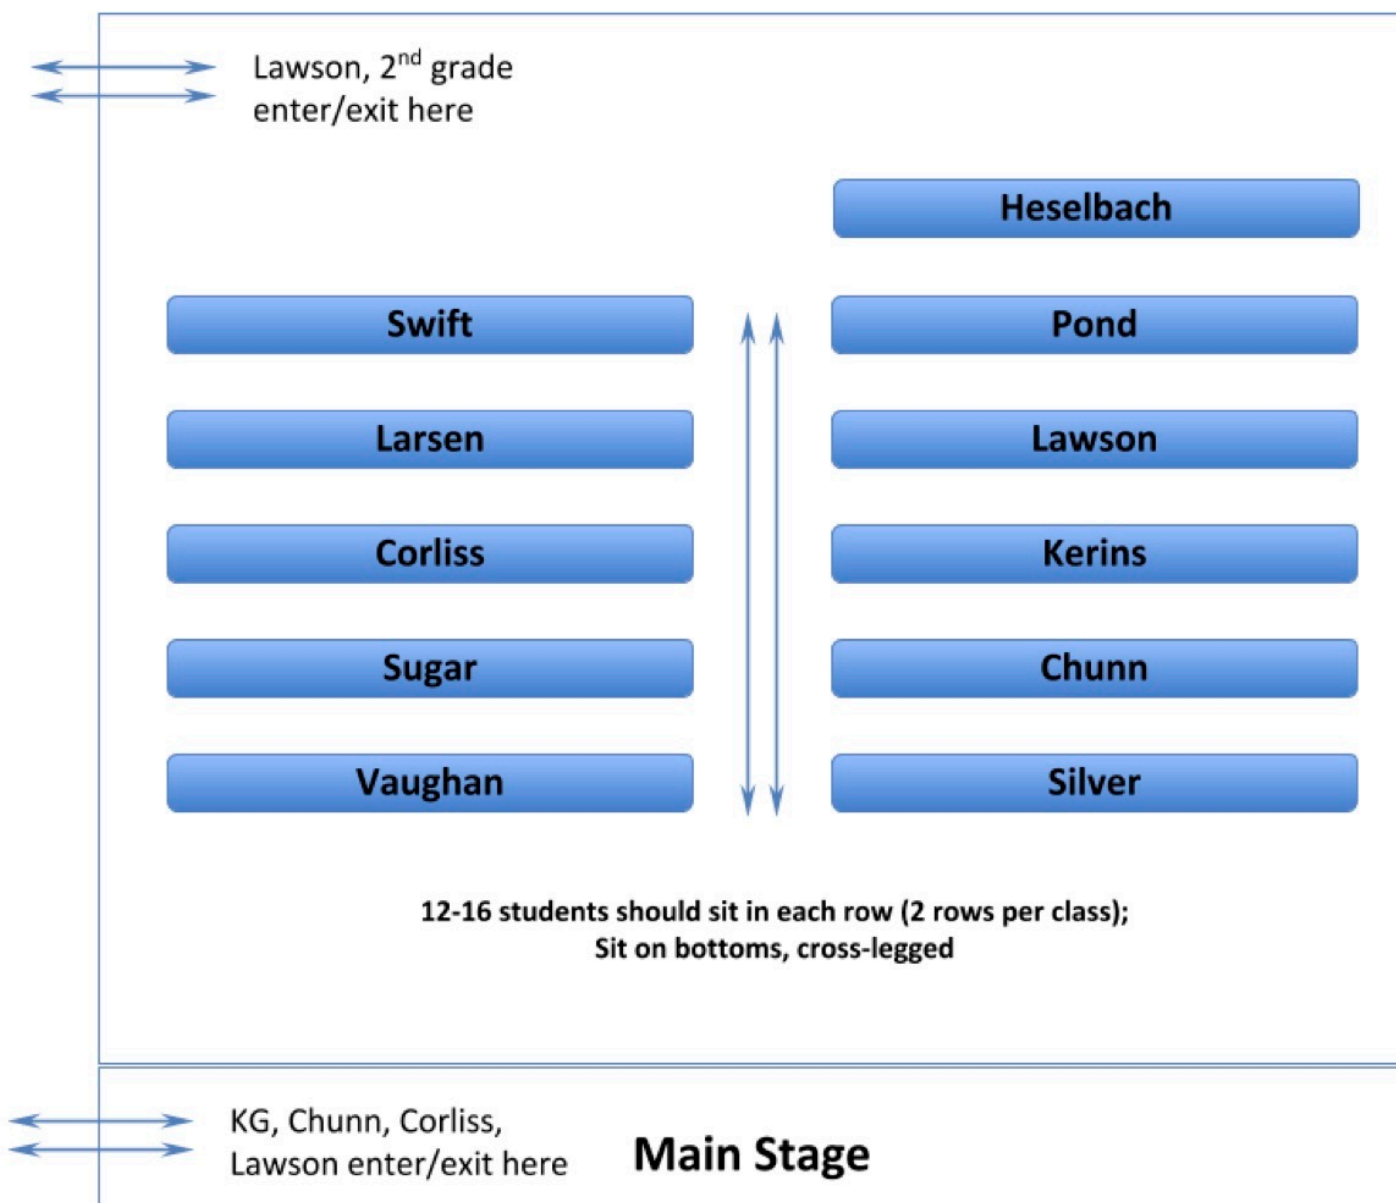 Lawson, 2nd grade
enter/exit here
Heselbach
Swift
Pond
Larsen
Lawson
Corliss
Kerins
Sugar
Chunn
Vaughan
Silver
12-16 students should sit in each row (2 rows per class);
Sit on bottoms, cross-legged
KG, Chunn, Corliss,
Lawson enter/exit here
Main Stage